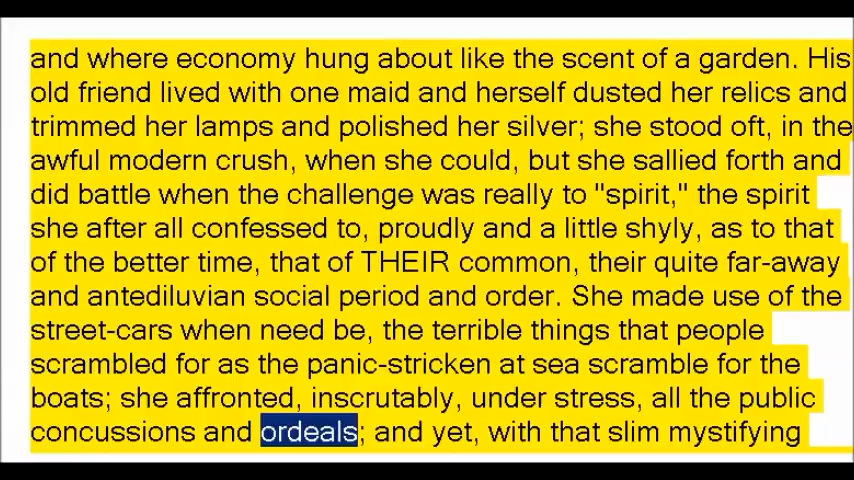 and where economy hung about like the scent of a garden. His
old friend lived with one maid and herself dusted her relics and
trimmed her lamps and polished her silver; she stood oft, in the
awful modern crush, when she could, but she sallied forth and
did battle when the challenge was really to "spirit," the spirit
she after all confessed to, proudly and a little shyly, as to that
of the better time, that of THEIR common, their quite far-away
and antediluvian social period and order. She made use of the
street-cars when need be, the terrible things that people
scrambled for as the panic-stricken at sea scramble for the
boats; she affronted, inscrutably, under stress, all the public
concussions and ordeals; and yet, with that slim mystifying